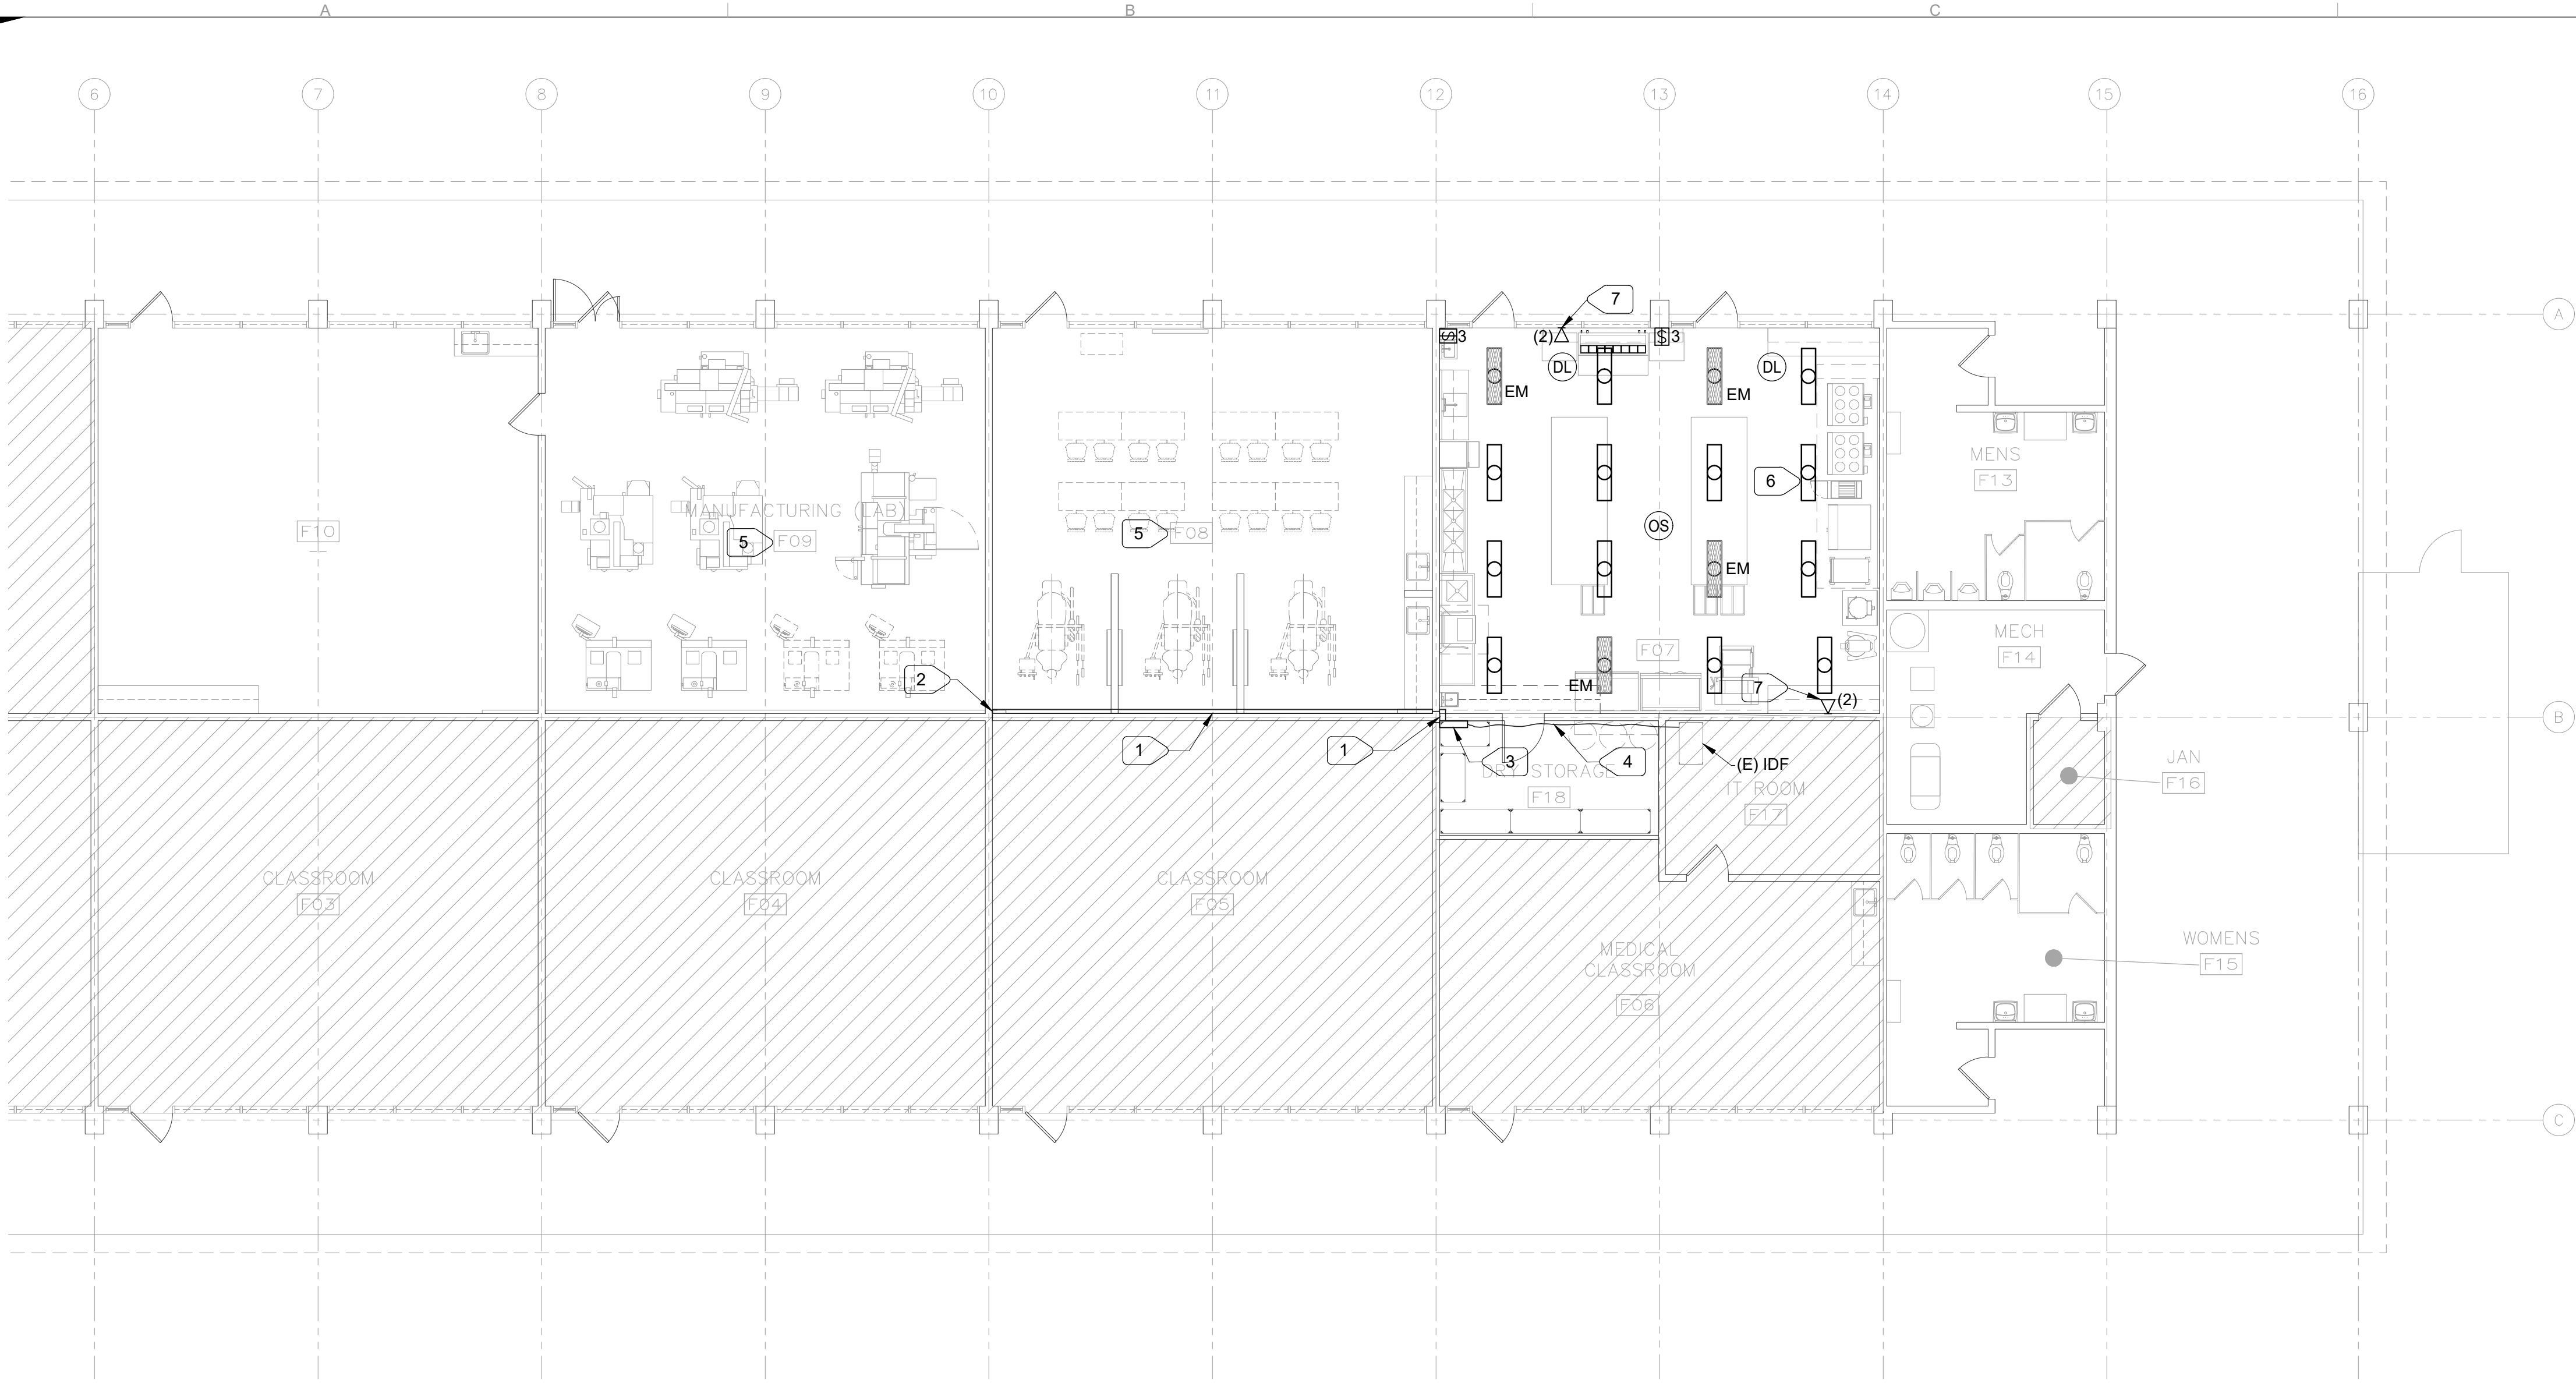 A
B
C
6
7
8
9
10
11
12
13
14
15
16
7
A
(2)
$3
$3
DL
DL
EM
EM
MENS
F13
6
MANUFACTURING (LAB)
F10
5
F09
5
F08
OS
EM
MECH
F14
F07
2
EM
7
(2)
B
1
1
3
4
(E) IDF
DRY STORAGE
F18
IT ROOM
F17
JAN
F16
CLASSROOM
F03
CLASSROOM
F04
CLASSROOM
F05
MEDICAL
CLASSROOM
F06
WOMENS
F15
C